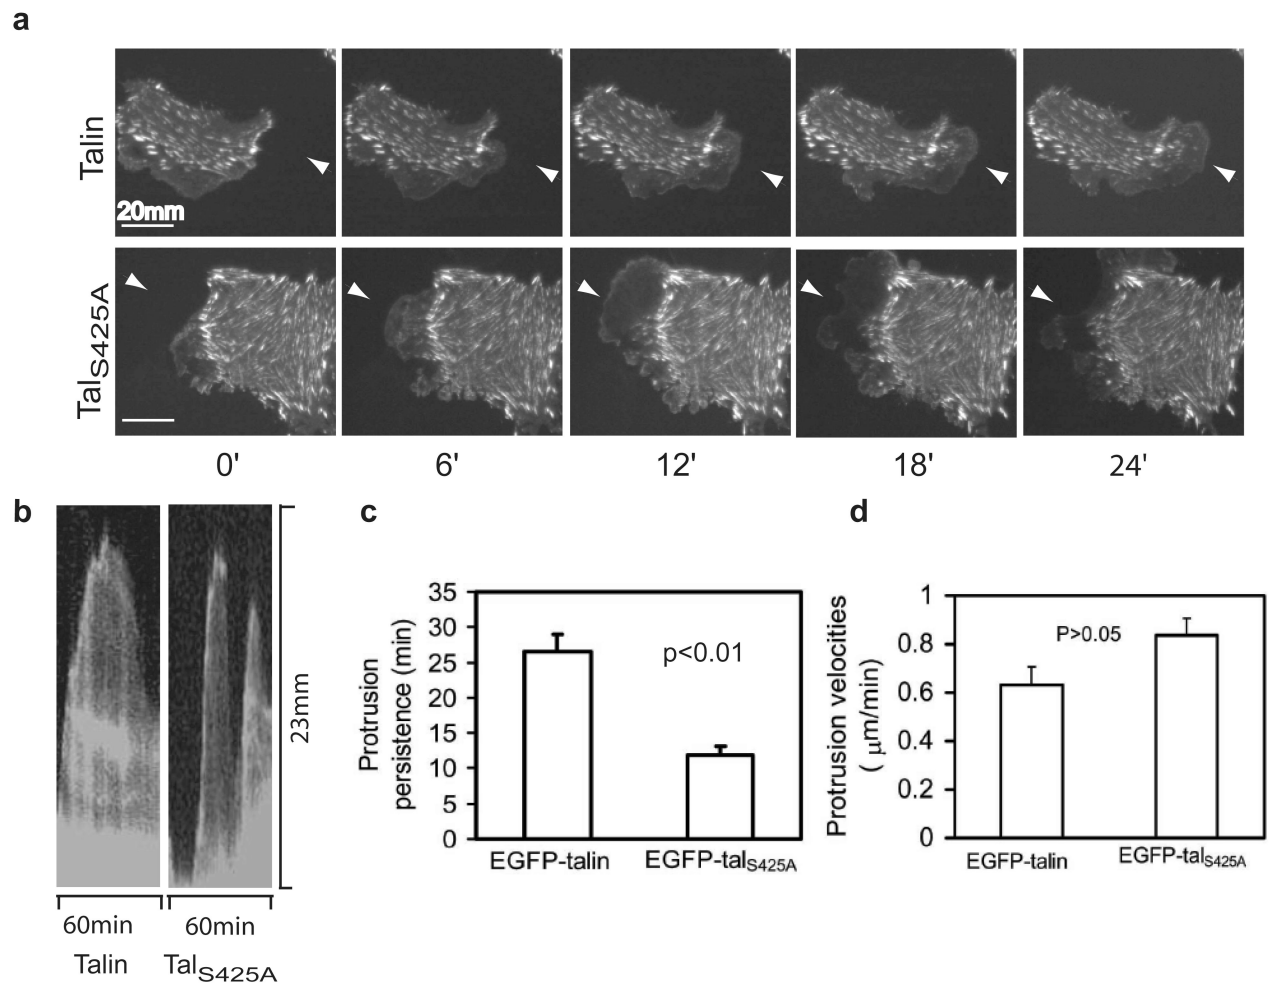 a
Talin
20mm
TalS425A
0' 6' 12' 18' 24'
b
23mm
60min 60min
Talin TalS425A
c
Protrusion
persistence (min)
35
30
25
20
15
10
5
0
p<0.01
EGFP-talin EGFP-talS425A
d
Protrusion velocities
( μm/min)
1
0.8
0.6
0.4
0.2
0
P>0.05
EGFP-talin EGFP-talS425A